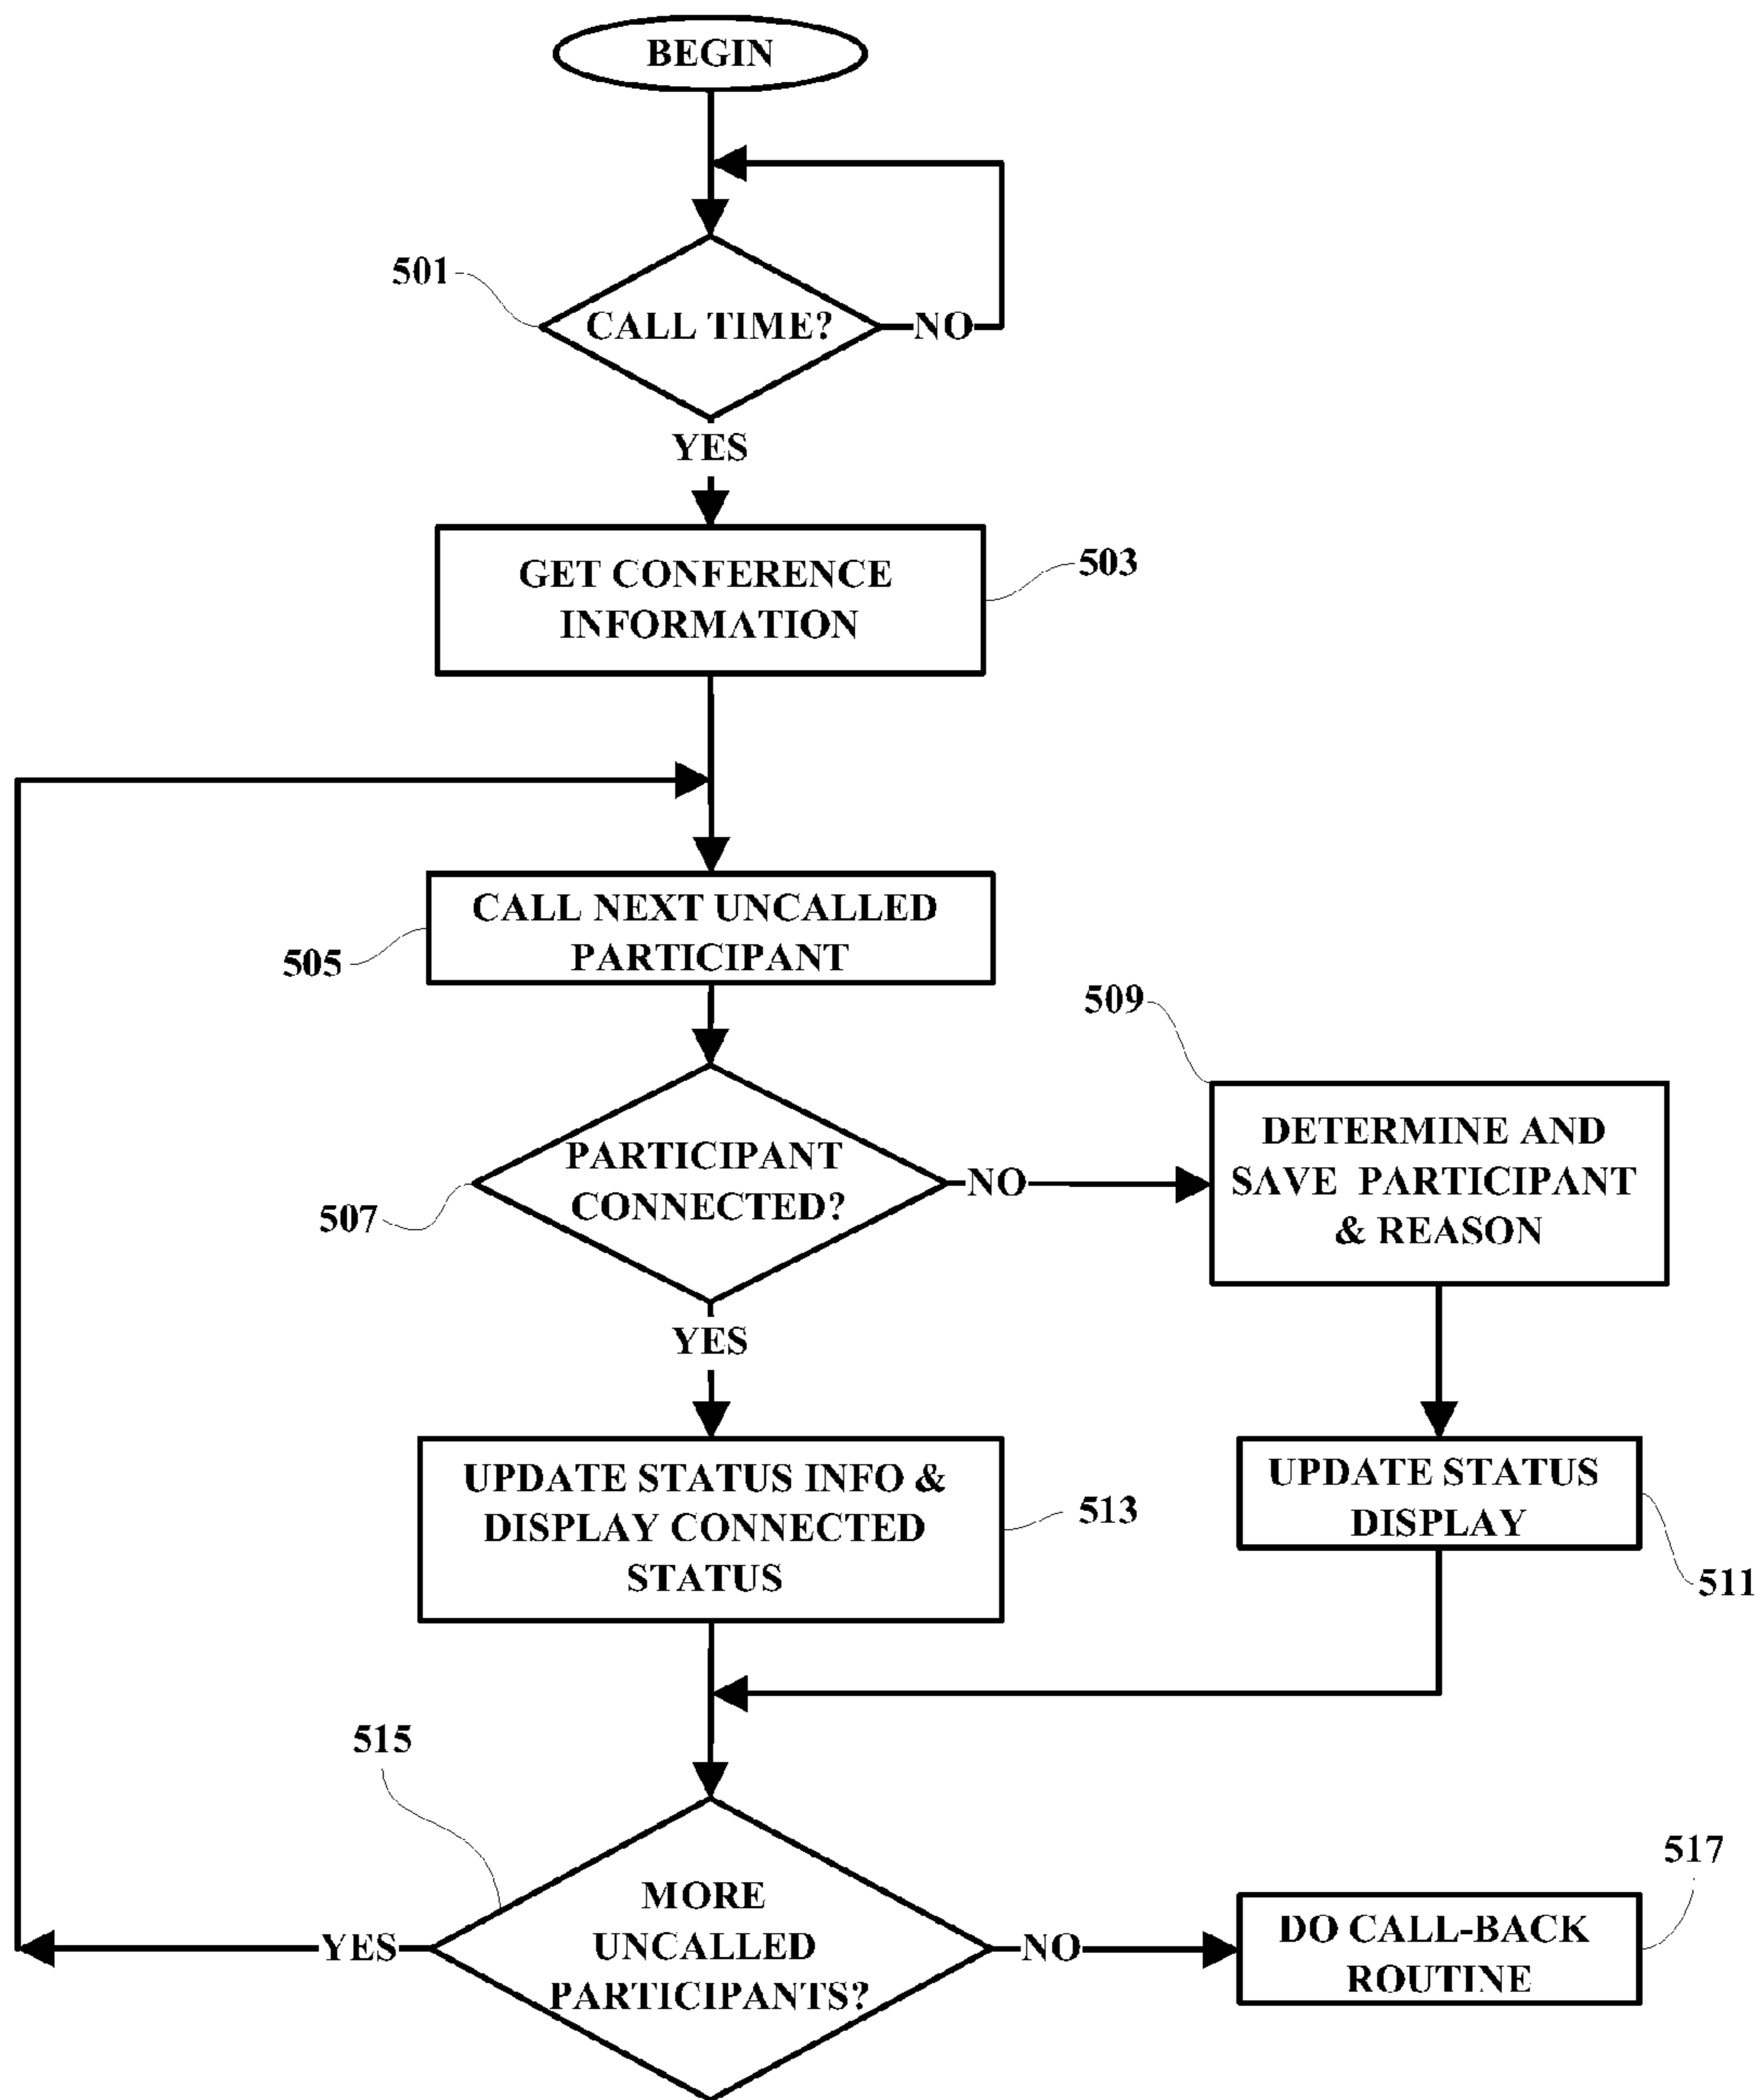 BEGIN
501
CALL TIME?
NO
YES
GET CONFERENCE
INFORMATION
503
CALL NEXT UNCALLED
PARTICIPANT
505
509
PARTICIPANT
CONNECTED?
507
NO
DETERMINE AND
SAVE PARTICIPANT
& REASON
YES
UPDATE STATUS INFO &
DISPLAY CONNECTED
STATUS
513
UPDATE STATUS
DISPLAY
511
515
MORE
UNCALLED
PARTICIPANTS?
YES
NO
517
DO CALL-BACK
ROUTINE